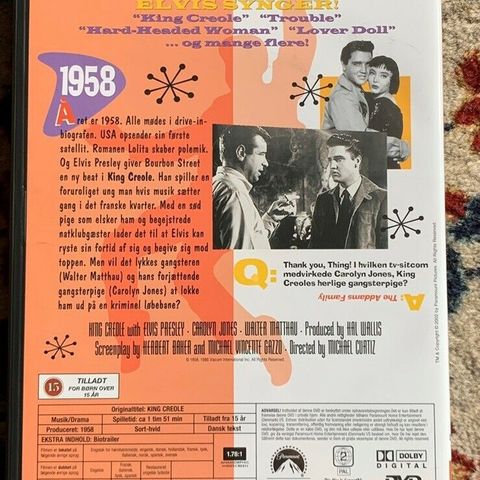 ELVIS SYNGER!
"King Creole" "Trouble"
"Hard-Headed Woman" "Lover Doll"
... og mange flere!
1958
Året er 1958. Alle mødes i drive-in-
biografen. USA opsender sin første
satellit. Romanen Lolita skaber polemik.
Og Elvis Presley giver Bourbon Street
en ny beat i King Creole. Han spiller en
foruroliget ung man hvis musik sætter
gang i det franske kvarter. Med en sød
pige som elsker ham og begejstrede
natklubgæster lader det til at Elvis kan
ryste sin fortid af sig og begive sig mod
toppen. Men vil det lykkes gangsteren
(Walter Matthau) og hans forjættende
gangsterpige (Carolyn Jones) at lokke
ham ud på en kriminel løbebane?
Q: Thank you, Thing! I hvilken tv-sitcom
medvirkede Carolyn Jones, King
Creoles herlige gangsterpige?
A: The Addams Family
KING CREOLE with ELVIS PRESLEY · CAROLYN JONES · WALTER MATTHAU · Produced by HAL WALLIS
Screenplay by HERBERT BAKER and MICHAEL VINCENTE GAZZO · Directed by MICHAEL CURTIZ
15
TILLADT
FOR BØRN OVER
15 ÅR
Originaltitel: KING CREOLE
Musik/Drama
Spilletid: ca 1 tim 51 min
Tilladt fra 15 år
Produceret: 1958
Sort-hvid
Dansk tekst
EKSTRA INDHOLD: Biotrailer
1.78:1
Paramount
2
PAL
DOLBY
DIGITAL
DVD